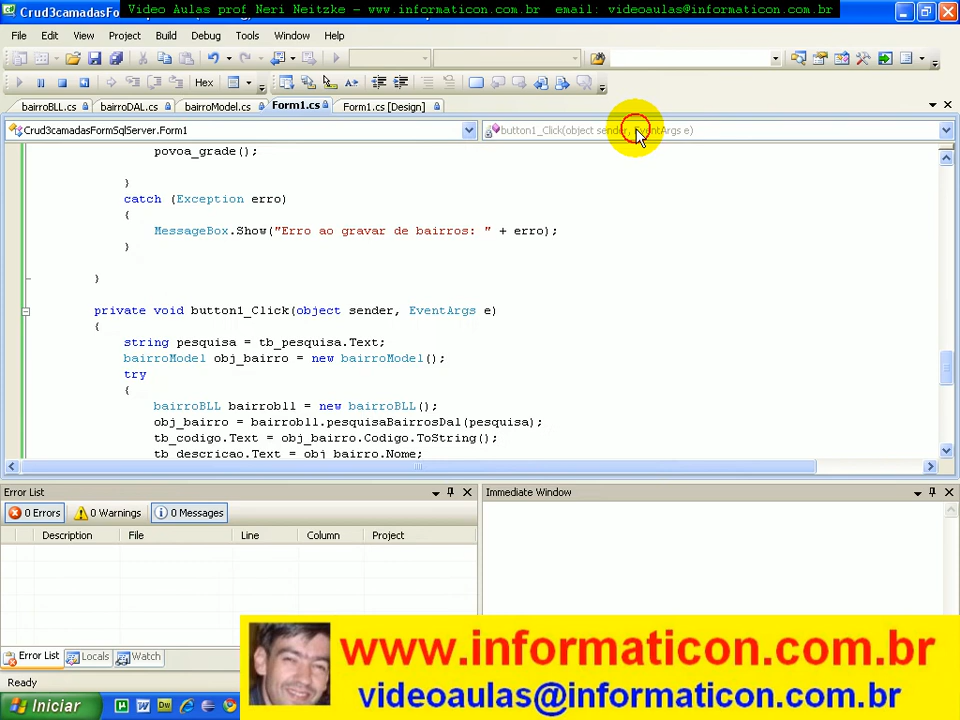 Crud3camadasFo
Video Aulas prof Neri Neitzke – www.informaticon.com.br email: videoaulas@informaticon.com.br
File Edit View Project Build Debug Tools Window Help
Hex
bairroBLL.cs bairroDAL.cs bairroModel.cs Form1.cs Form1.cs [Design]
Crud3camadasFormSqlServer.Form1 button1_Click(object sender, EventArgs e)
povoa_grade();
}
catch (Exception erro)
{
MessageBox.Show("Erro ao gravar de bairros: " + erro);
}
}
private void button1_Click(object sender, EventArgs e)
{
string pesquisa = tb_pesquisa.Text;
bairroModel obj_bairro = new bairroModel();
try
{
bairroBLL bairrobll = new bairroBLL();
obj_bairro = bairrobll.pesquisaBairrosDal(pesquisa);
tb_codigo.Text = obj_bairro.Codigo.ToString();
tb_descricao.Text = obj_bairro.Nome;
Error List Immediate Window
0 Errors 0 Warnings 0 Messages
Description File Line Column Project
Error List Locals Watch
Ready
Iniciar
www.informaticon.com.br
videoaulas@informaticon.com.br